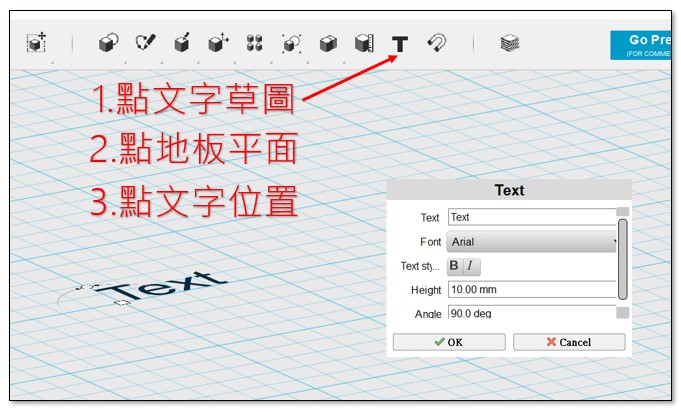 Go Pre
(FOR COMME
1.點文字草圖
2.點地板平面
3.點文字位置
Text
Text Text
Font Arial
Text sty... B I
Height 10.00 mm
Angle 90.0 deg
OK Cancel
Text